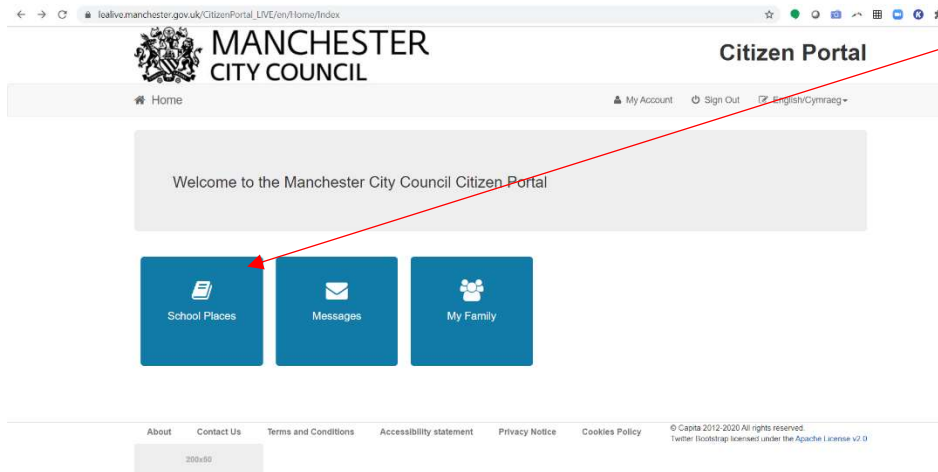 lealive.manchester.gov.uk/CitizenPortal_LIVE/en/Home/Index
MANCHESTER
CITY COUNCIL
Citizen Portal
Home
My Account Sign Out English/Cymraeg
Welcome to the Manchester City Council Citizen Portal
School Places Messages My Family
About Contact Us Terms and Conditions Accessibility statement Privacy Notice Cookies Policy © Capita 2012-2020 All rights reserved.
Twitter Bootstrap licensed under the Apache License v2.0
200x60